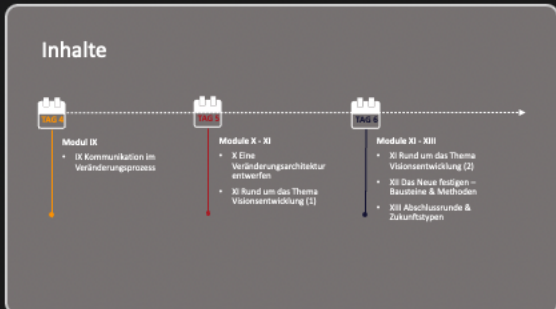 Inhalte
TAG 4
TAG 5
TAG 6
Modul IX
• IX Kommunikation im
Veränderungsprozess
Module X - XI
• X Eine
Veränderungsarchitektur
entwerfen
• XI Rund um das Thema
Visionsentwicklung (1)
Module XI - XIII
• XI Rund um das Thema
Visionsentwicklung (2)
• XII Das Neue festigen –
Bausteine & Methoden
• XIII Abschlussrunde &
Zukunftstypen